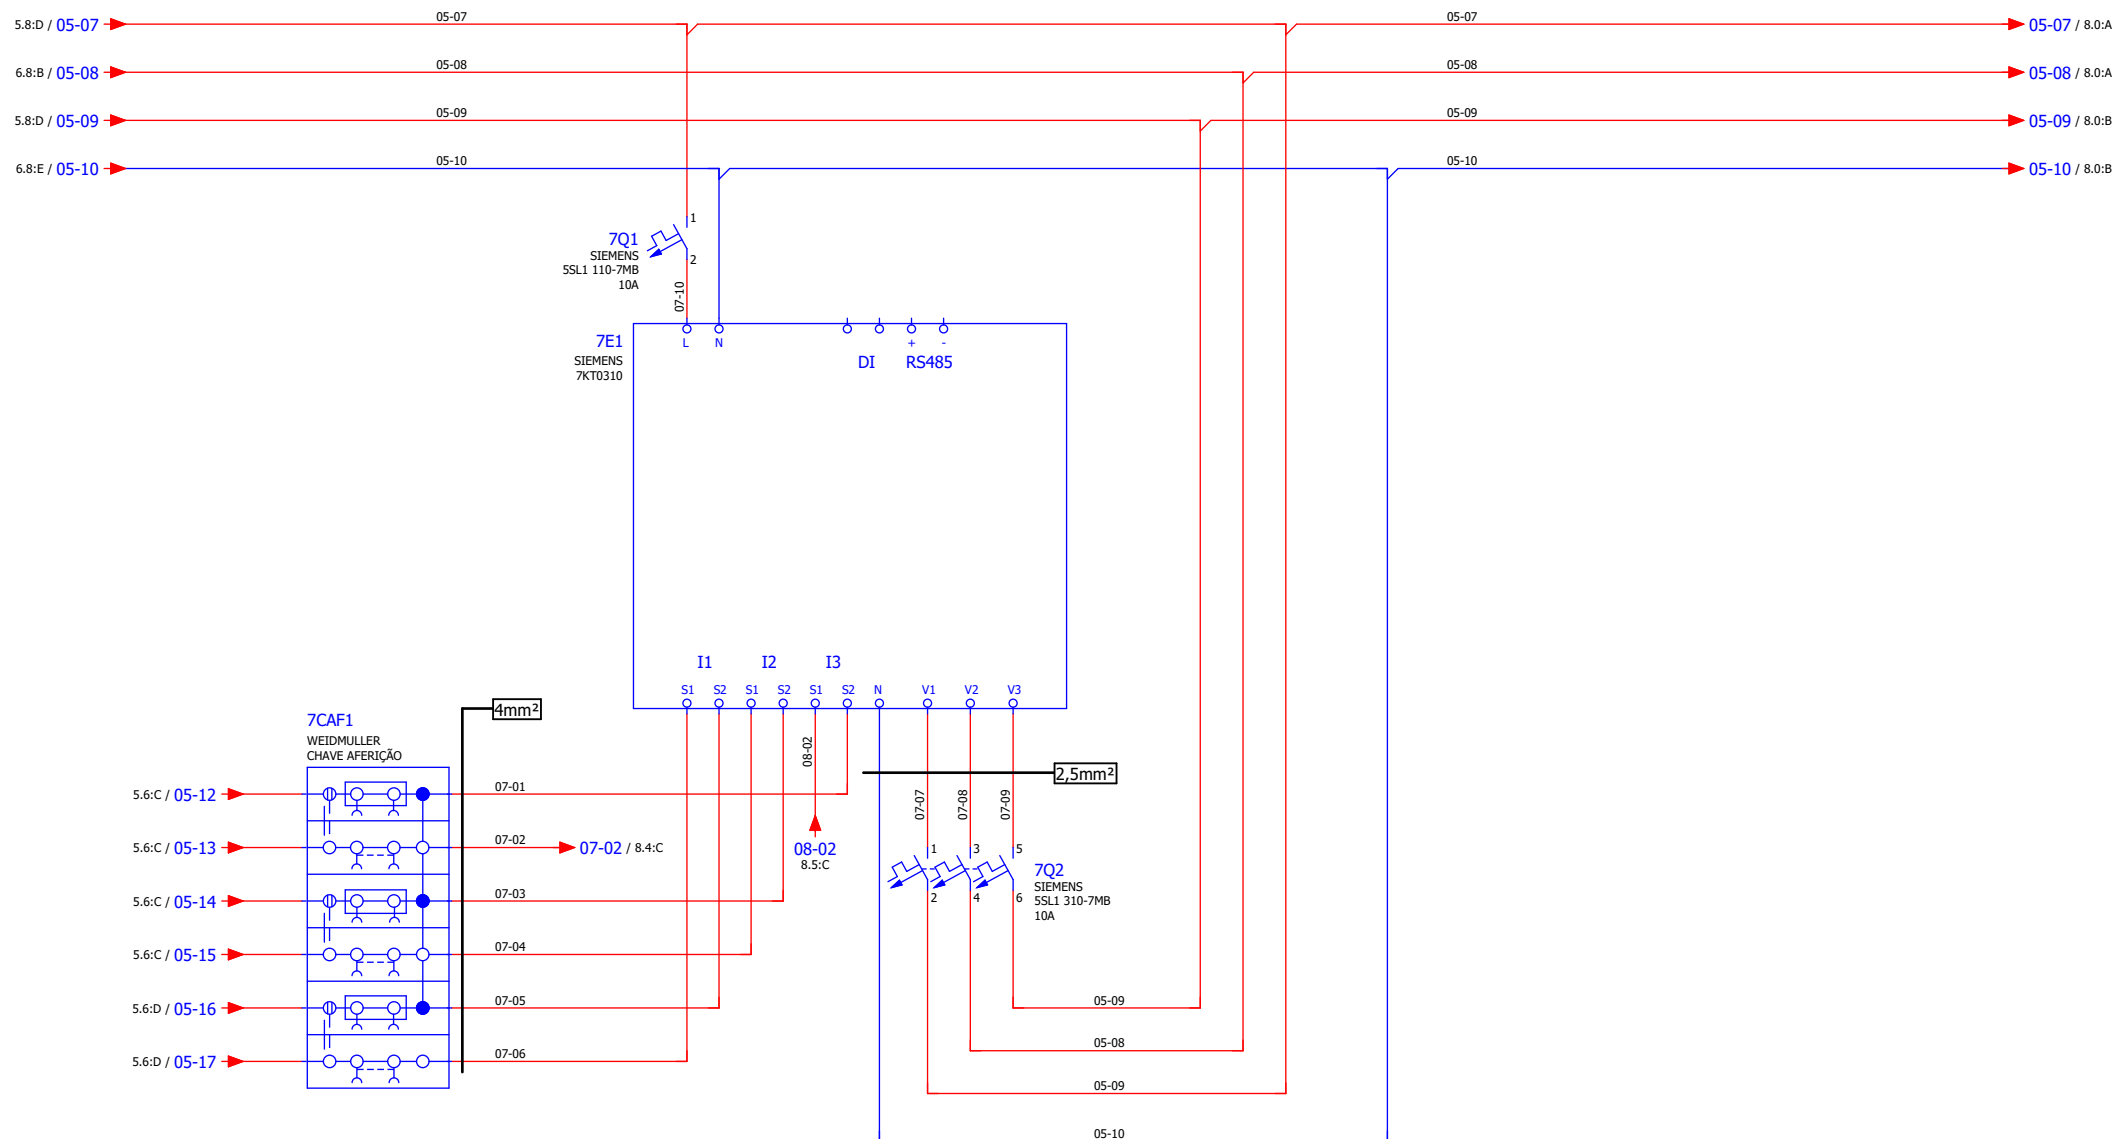 5.8:D / 05-07
05-07
05-07
05-07 / 8.0:A
6.8:B / 05-08
05-08
05-08
05-08 / 8.0:A
5.8:D / 05-09
05-09
05-09
05-09 / 8.0:B
6.8:E / 05-10
05-10
05-10
05-10 / 8.0:B
7Q1
SIEMENS
5SL1 110-7MB
10A
1
2
07-10
7E1
SIEMENS
7KT0310
L
N
+
-
DI
RS485
I1
I2
I3
S1
S2
S1
S2
S1
S2
N
V1
V2
V3
4mm²
7CAF1
WEIDMULLER
CHAVE AFERIÇÃO
08-02
2,5mm²
5.6:C / 05-12
07-01
07-07
07-08
07-09
5.6:C / 05-13
07-02
07-02 / 8.4:C
08-02
8.5:C
1
3
5
2
4
6
7Q2
SIEMENS
5SL1 310-7MB
10A
5.6:C / 05-14
07-03
5.6:C / 05-15
07-04
5.6:D / 05-16
07-05
05-09
5.6:D / 05-17
07-06
05-08
05-09
05-10